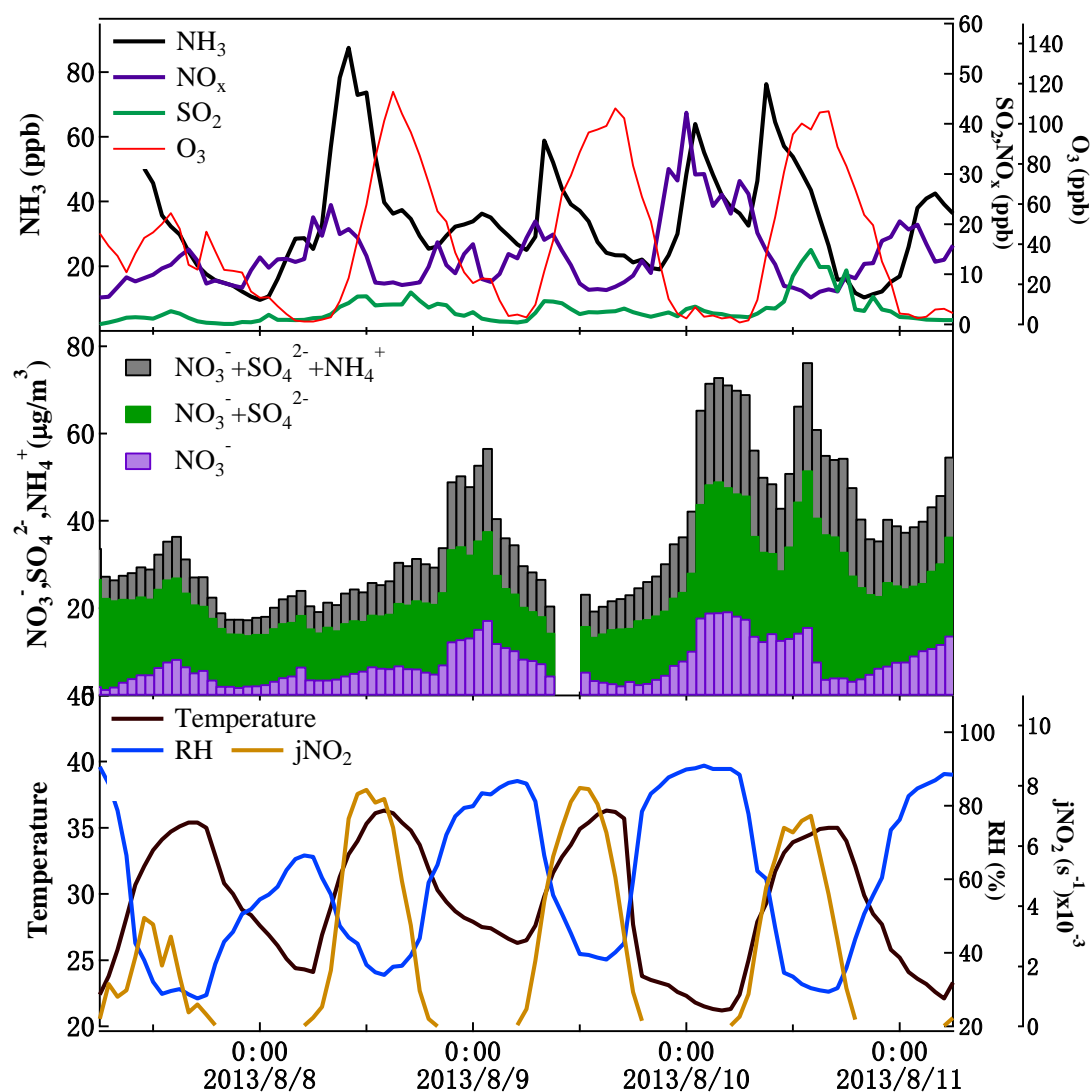 NH₃
NOₓ
SO₂
O₃
NH₃ (ppb)
80
60
40
20
60
50
40
30
20
10
0
SO₂,NOₓ (ppb)
140
120
100
80
60
40
20
0
O₃ (ppb)
NO₃⁻+SO₄²⁻+NH₄⁺
NO₃⁻+SO₄²⁻
NO₃⁻
NO₃⁻,SO₄²⁻,NH₄⁺(μg/m³
80
60
40
20
Temperature
RH
jNO₂
Temperature
40
35
30
25
20
100
80
60
40
20
RH (%)
10
8
6
4
2
0
jNO₂ (s⁻¹)x10⁻³
0:00
2013/8/8
0:00
2013/8/9
0:00
2013/8/10
0:00
2013/8/11